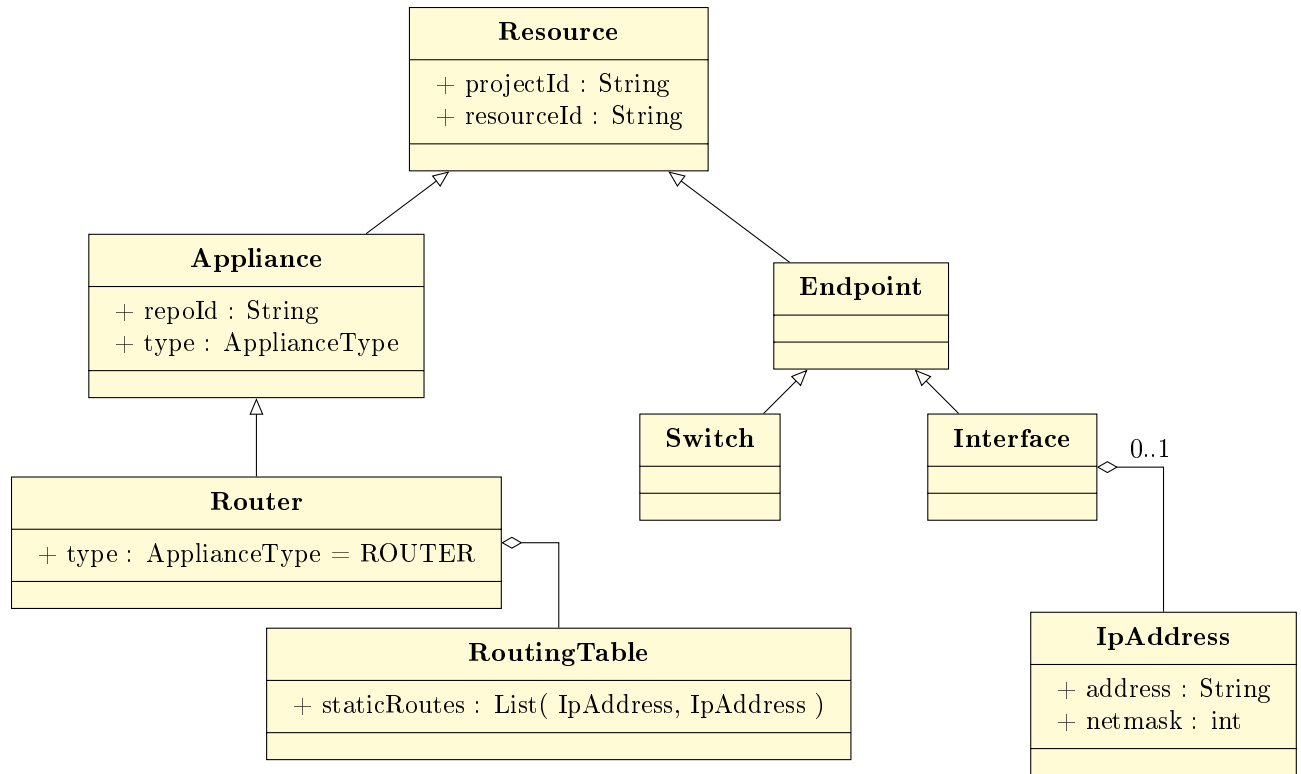 Resource
+ projectId : String
+ resourceId : String
Appliance
+ repoId : String
+ type : ApplianceType
Endpoint
Switch
Interface
0..1
Router
+ type : ApplianceType = ROUTER
RoutingTable
+ staticRoutes : List( IpAddress, IpAddress )
IpAddress
+ address : String
+ netmask : int